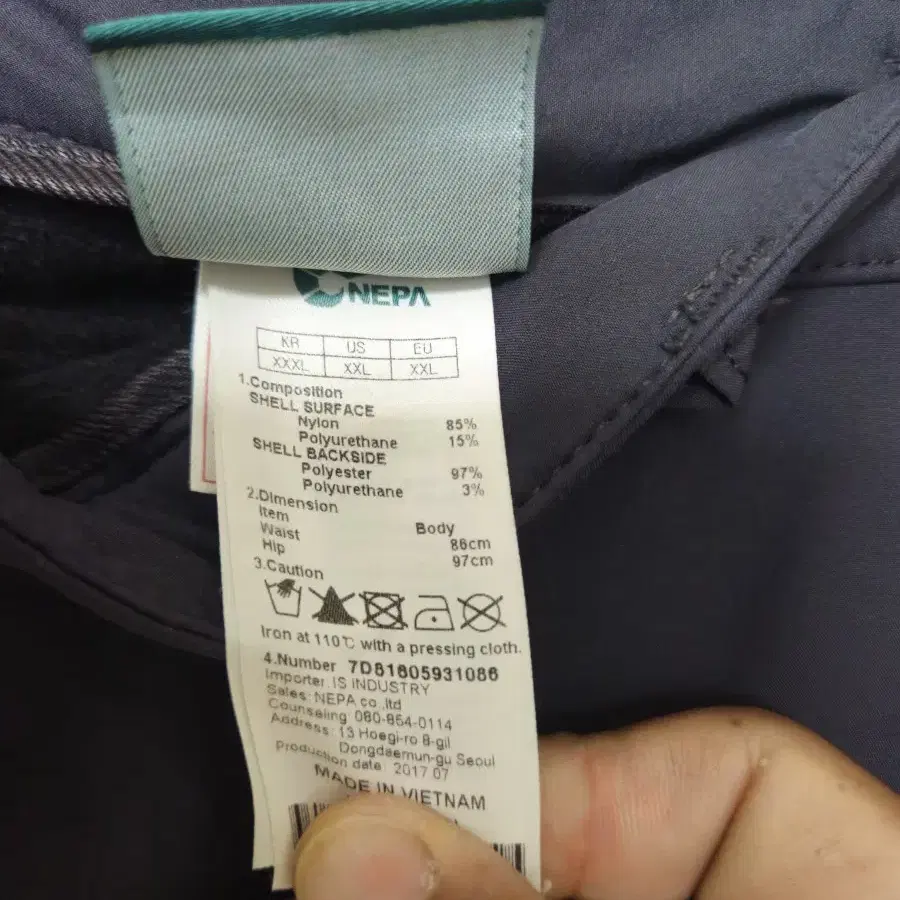 NEPA
KR US EU
XXXL XXL XXL
1.Composition
SHELL SURFACE
Nylon 85%
Polyurethane 15%
SHELL BACKSIDE
Polyester 97%
Polyurethane 3%
2.Dimension
Item Body
Waist 86cm
Hip 97cm
3.Caution
Iron at 110℃ with a pressing cloth.
4.Number 7D81605931086
Importer: IS INDUSTRY
Sales: NEPA co.,ltd
Counseling: 080-854-0114
Address: 13 Hoegi-ro 8-gil
Dongdaemun-gu Seoul
Production date: 2017.07
MADE IN VIETNAM